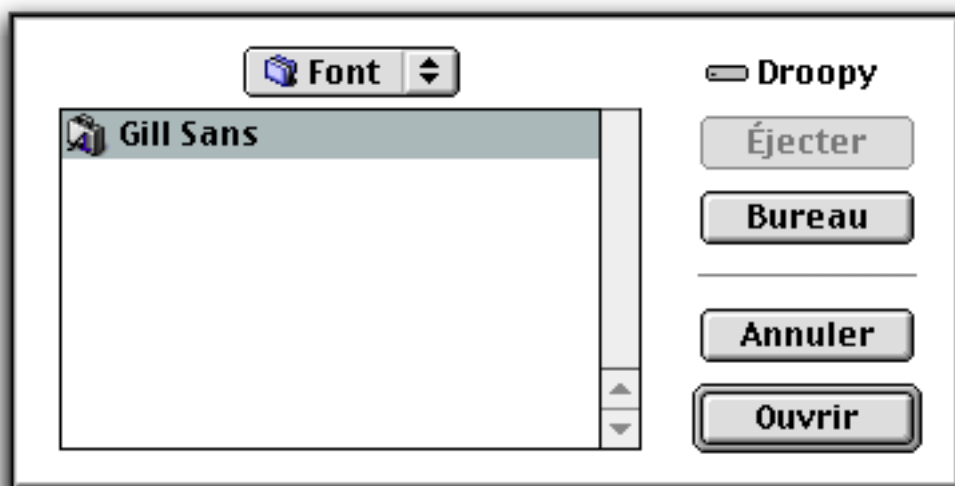 Font
Droopy
Gill Sans
Éjecter
Bureau
Annuler
Ouvrir